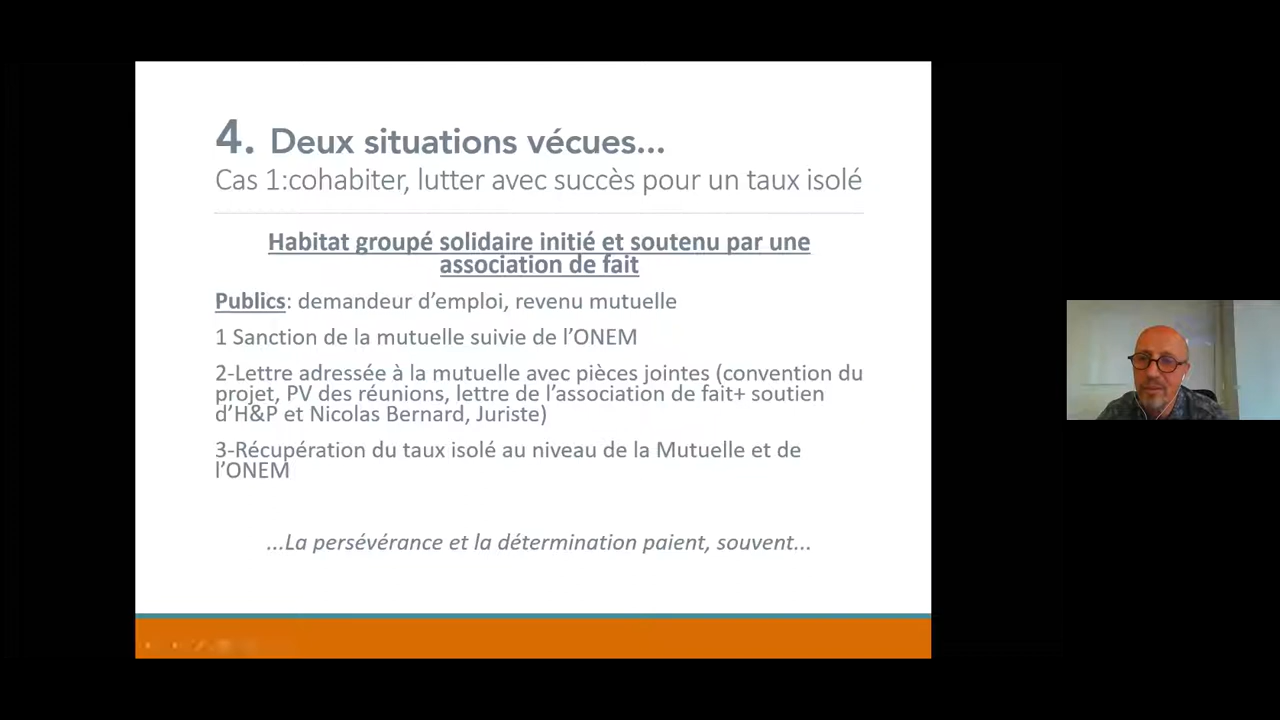 4. Deux situations vécues...
Cas 1:cohabiter, lutter avec succès pour un taux isolé
Habitat groupé solidaire initié et soutenu par une
association de fait
Publics: demandeur d'emploi, revenu mutuelle
1 Sanction de la mutuelle suivie de l'ONEM
2-Lettre adressée à la mutuelle avec pièces jointes (convention du
projet, PV des réunions, lettre de l'association de fait+ soutien
d'H&P et Nicolas Bernard, Juriste)
3-Récupération du taux isolé au niveau de la Mutuelle et de
l'ONEM
...La persévérance et la détermination paient, souvent...